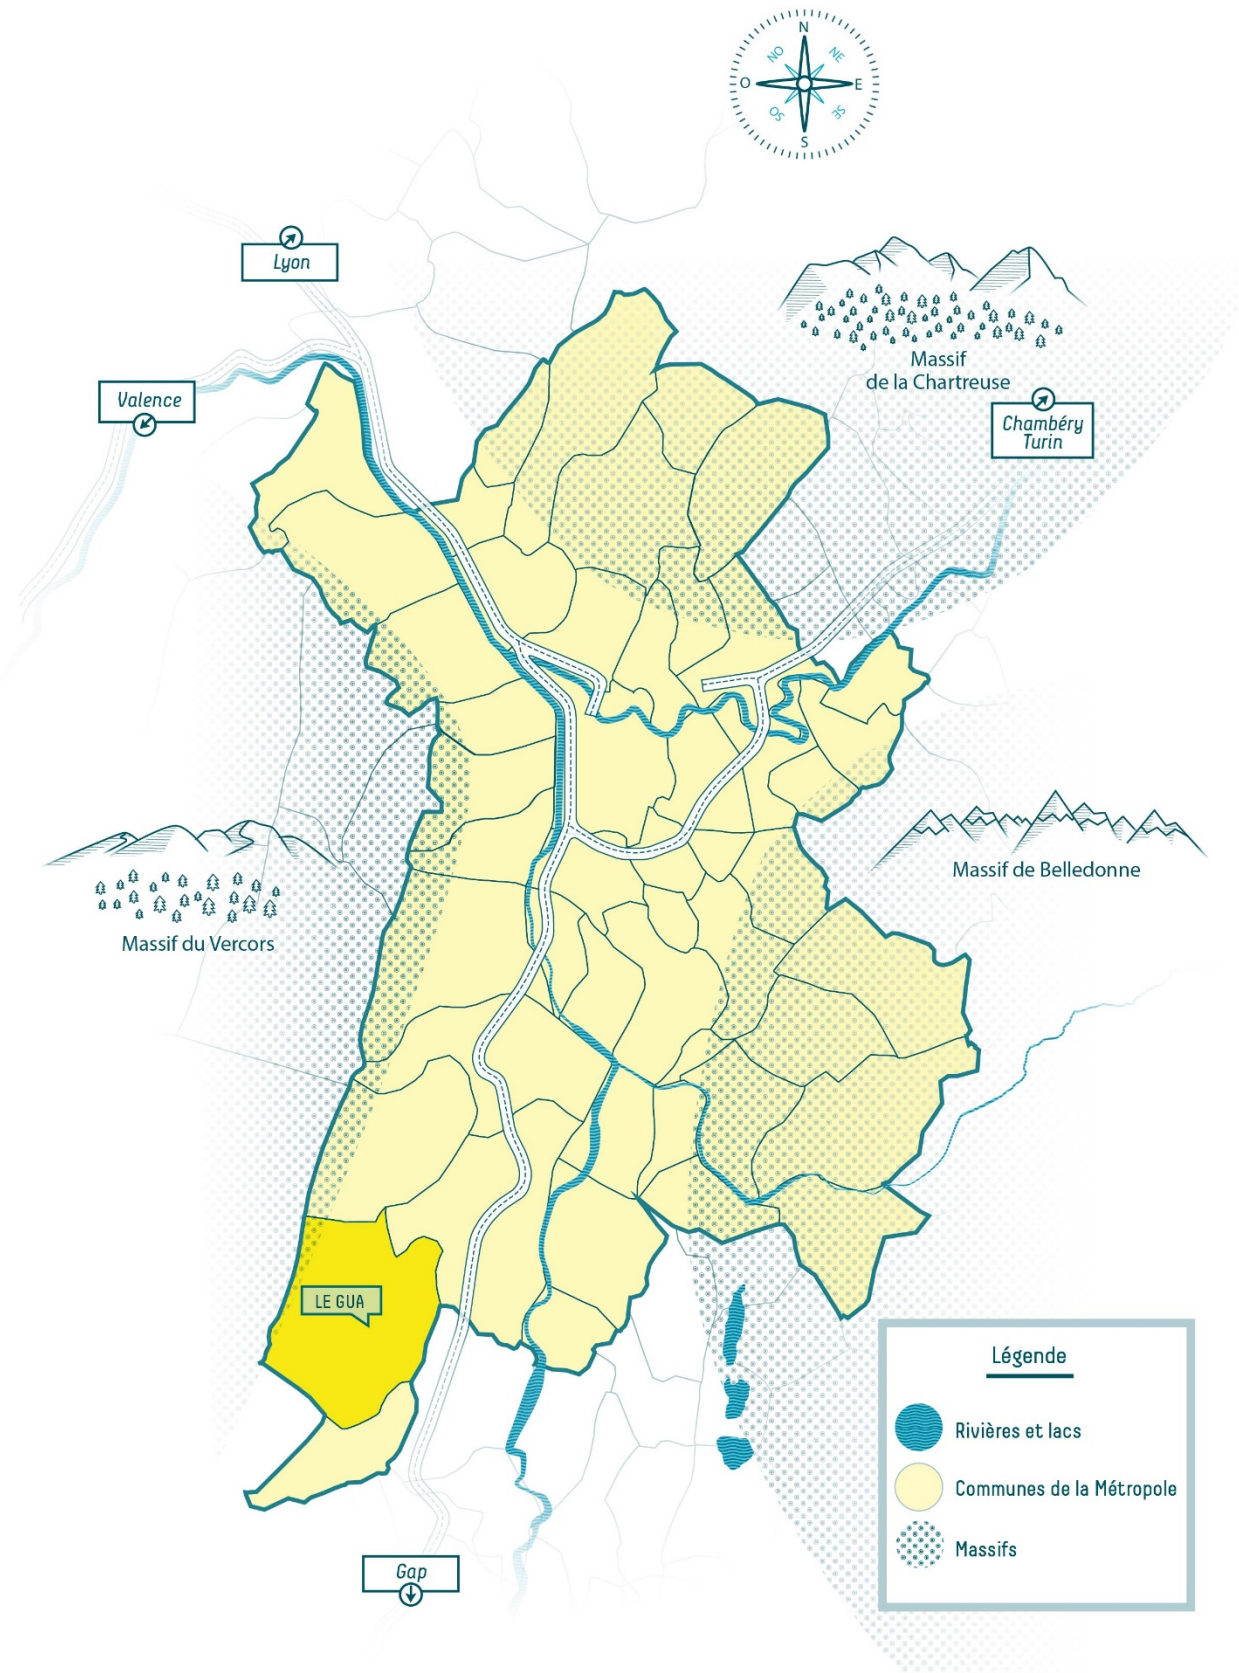 N
NO
NE
O
E
SO
SE
S
Lyon
Massif
de la Chartreuse
Valence
Chambéry
Turin
Massif de Belledonne
Massif du Vercors
LE GUA
Légende
Rivières et lacs
Communes de la Métropole
Massifs
Gap